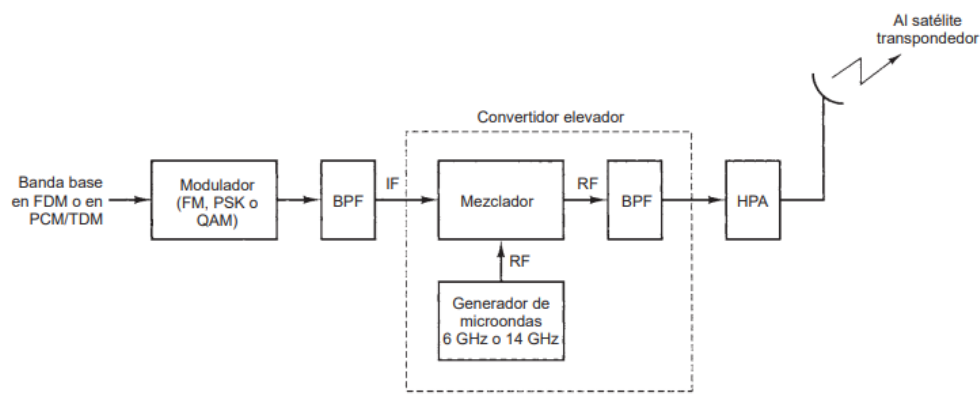 Al satélite
transpondedor
Convertidor elevador
Banda base
en FDM o en
PCM/TDM
Modulador
(FM, PSK o
QAM)
BPF
IF
Mezclador
RF
BPF
HPA
RF
Generador de
microondas
6 GHz o 14 GHz